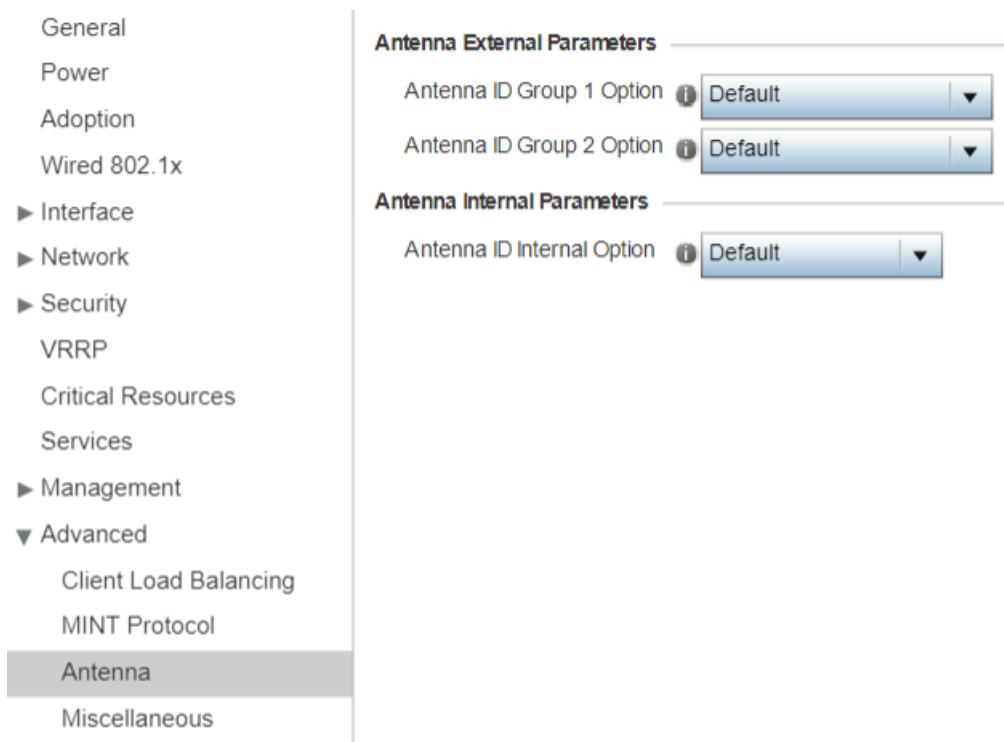 General
Power
Adoption
Wired 802.1x
Interface
Network
Security
VRRP
Critical Resources
Services
Management
Advanced
Client Load Balancing
MINT Protocol
Antenna
Miscellaneous
Antenna External Parameters
Antenna ID Group 1 Option Default
Antenna ID Group 2 Option Default
Antenna Internal Parameters
Antenna ID Internal Option Default